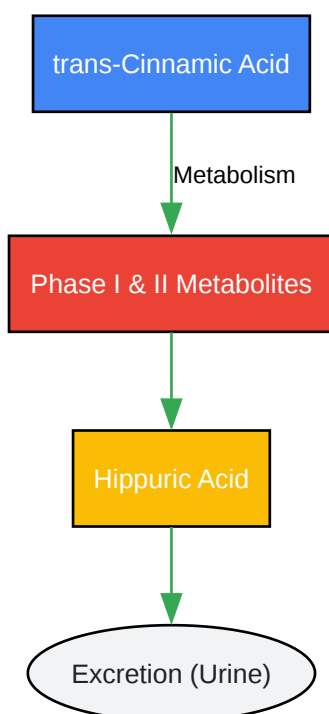 trans-Cinnamic Acid
Metabolism
Phase I & II Metabolites
Hippuric Acid
Excretion (Urine)